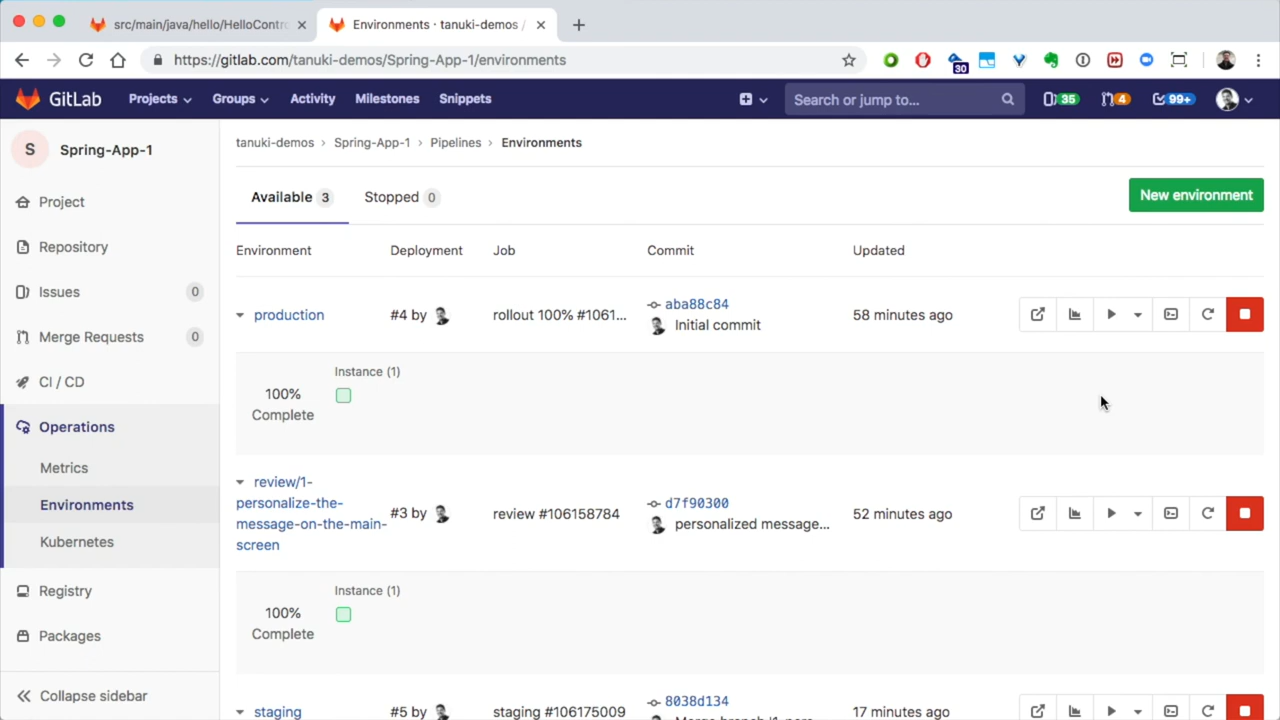 src/main/java/hello/HelloContro
Environments · tanuki-demos /
https://gitlab.com/tanuki-demos/Spring-App-1/environments
30
GitLab
Projects
Groups
Activity
Milestones
Snippets
Search or jump to...
35
4
99+
S
Spring-App-1
Project
Repository
Issues 0
Merge Requests 0
CI / CD
Operations
Metrics
Environments
Kubernetes
Registry
Packages
Collapse sidebar
tanuki-demos › Spring-App-1 › Pipelines › Environments
Available 3
Stopped 0
New environment
Environment Deployment Job Commit Updated
production #4 by rollout 100% #1061... aba88c84 58 minutes ago
Initial commit
Instance (1)
100%
Complete
review/1-
personalize-the-
message-on-the-main-
screen
#3 by review #106158784 d7f90300 52 minutes ago
personalized message...
Instance (1)
100%
Complete
staging #5 by staging #106175009 8038d134 17 minutes ago